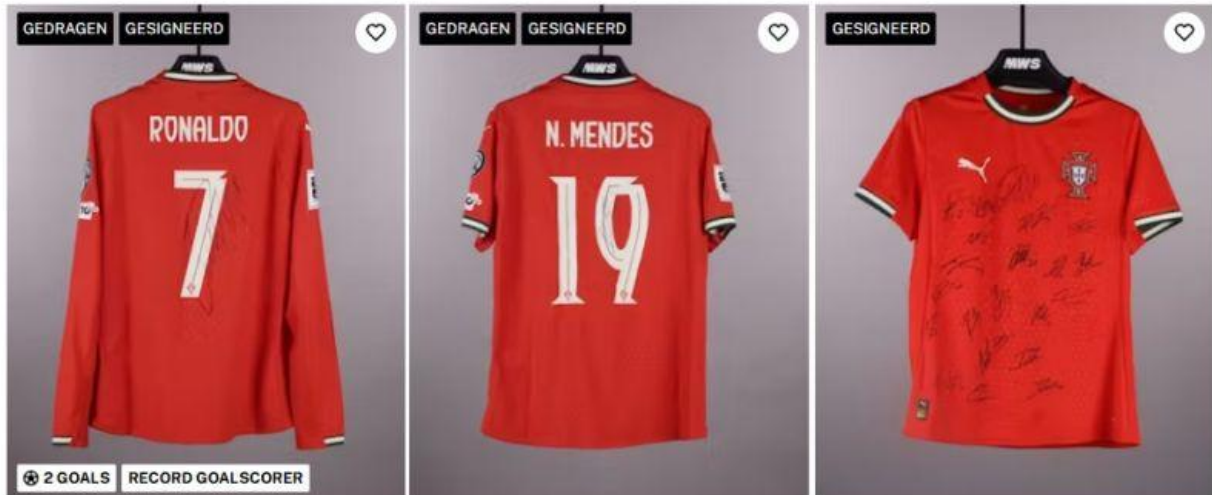 GEDRAGEN GESIGNEERD
MWS
RONALDO
7
2 GOALS RECORD GOALSCORER
GEDRAGEN GESIGNEERD
MWS
N. MENDES
19
GESIGNEERD
MWS